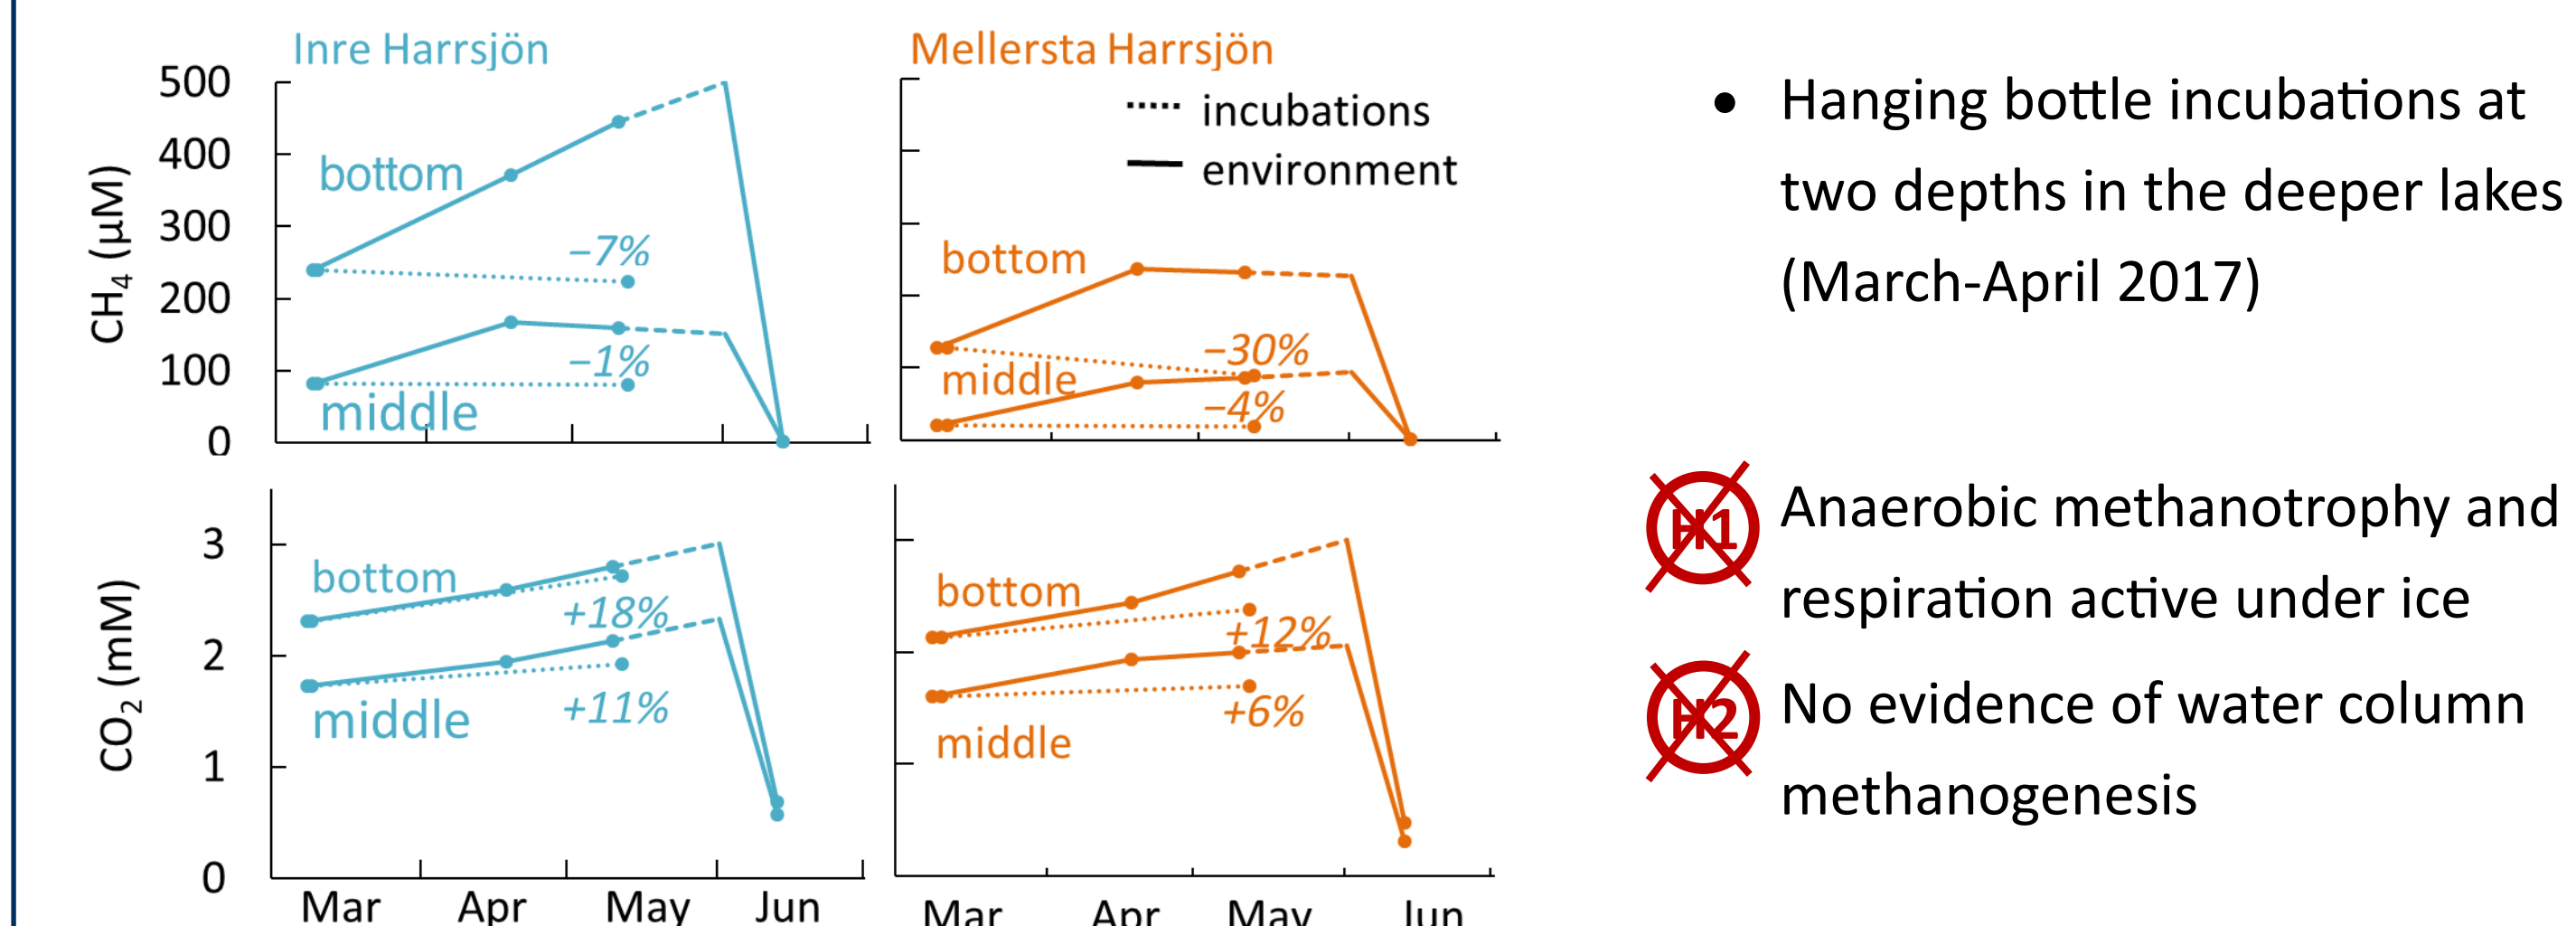 Inre Harrsjön
Mellersta Harrsjön
CH₄ (µM)
500
400
300
200
100
0
bottom
−7%
−1%
middle
..... incubations
— environment
bottom
−30%
middle
−4%
CO₂ (mM)
3
2
1
0
bottom
+18%
+11%
middle
bottom
+12%
+6%
middle
Mar Apr May Jun
Mar Apr May Jun
• Hanging bottle incubations at
two depths in the deeper lakes
(March-April 2017)
H1 Anaerobic methanotrophy and
respiration active under ice
H2 No evidence of water column
methanogenesis